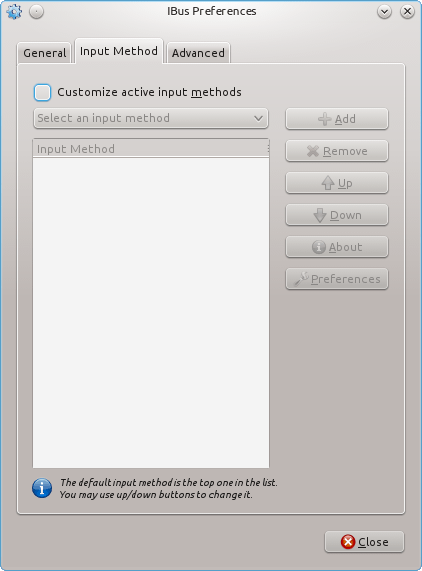 IBus Preferences
General
Input Method
Advanced
Customize active input methods
Select an input method
Add
Input Method
Remove
Up
Down
About
Preferences
The default input method is the top one in the list.
You may use up/down buttons to change it.
Close